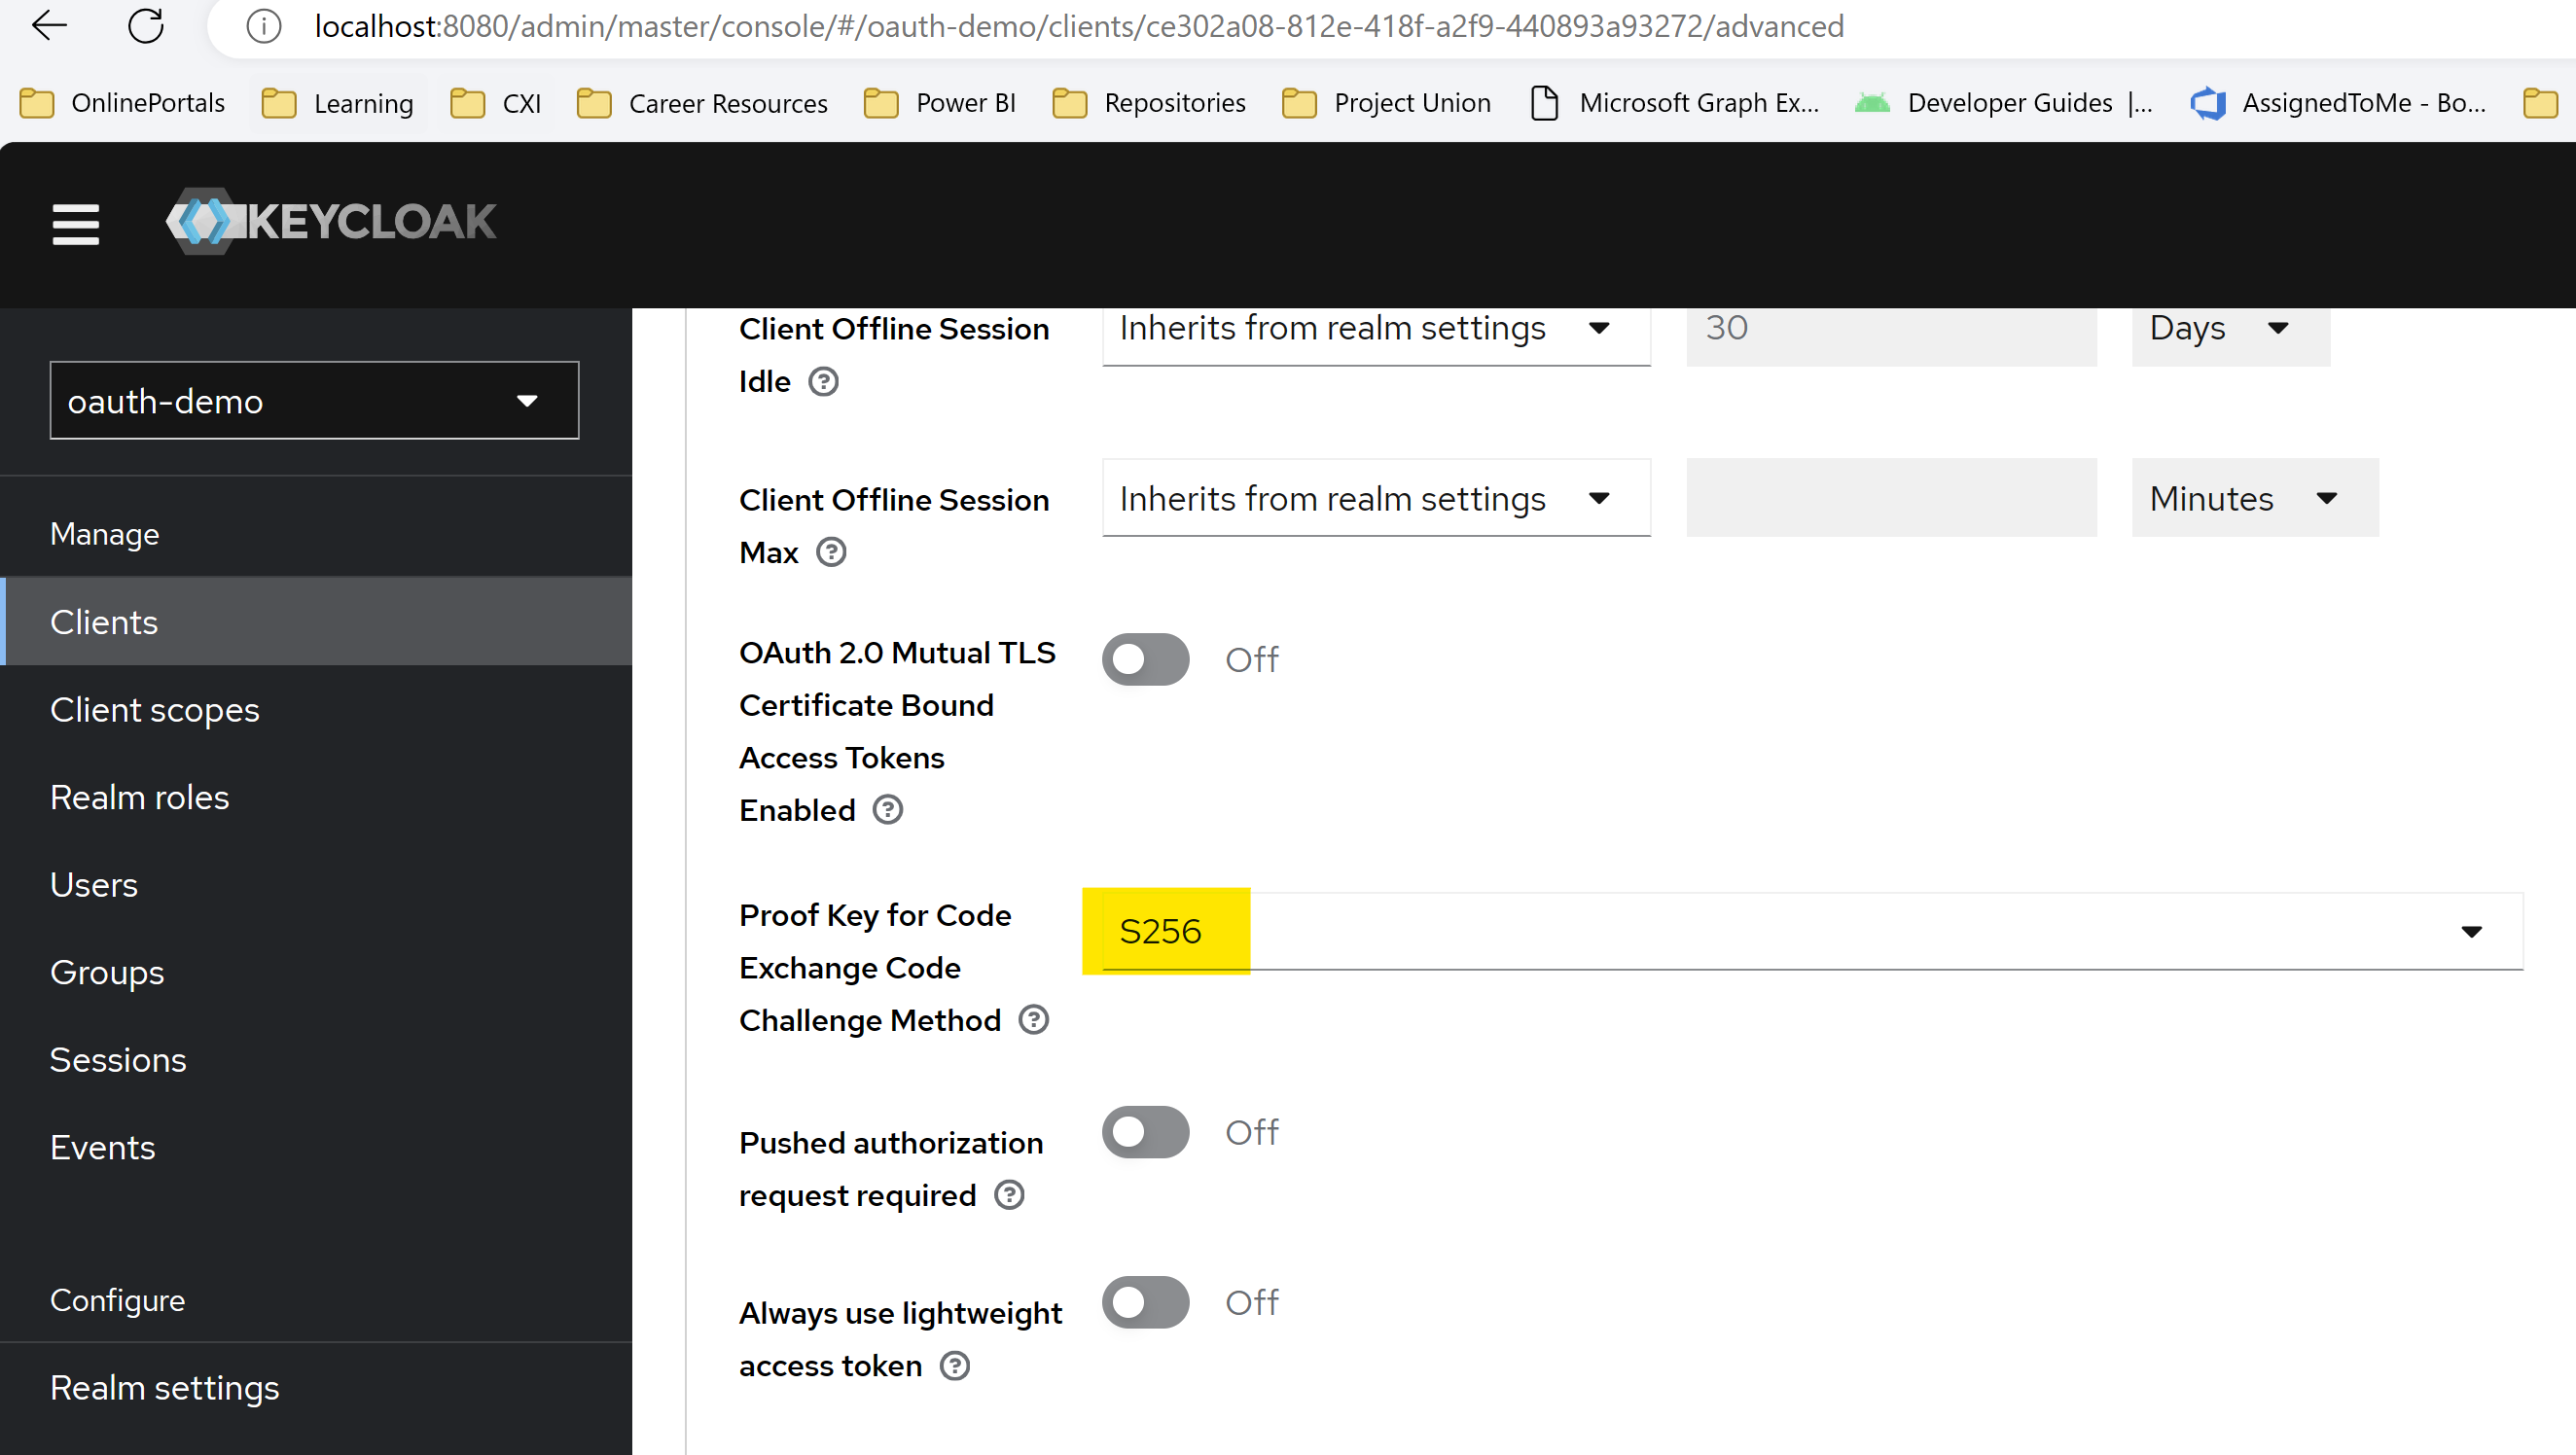 localhost:8080/admin/master/console/#/oauth-demo/clients/ce302a08-812e-418f-a2f9-440893a93272/advanced
OnlinePortals Learning CXI Career Resources Power BI Repositories Project Union Microsoft Graph Ex... Developer Guides |... AssignedToMe - Bo...
KEYCLOAK
oauth-demo
Manage
Clients
Client scopes
Realm roles
Users
Groups
Sessions
Events
Configure
Realm settings
Client Offline Session
Idle
Inherits from realm settings
30
Days
Client Offline Session
Max
Inherits from realm settings
Minutes
OAuth 2.0 Mutual TLS
Certificate Bound
Access Tokens
Enabled
Off
Proof Key for Code
Exchange Code
Challenge Method
S256
Pushed authorization
request required
Off
Always use lightweight
access token
Off